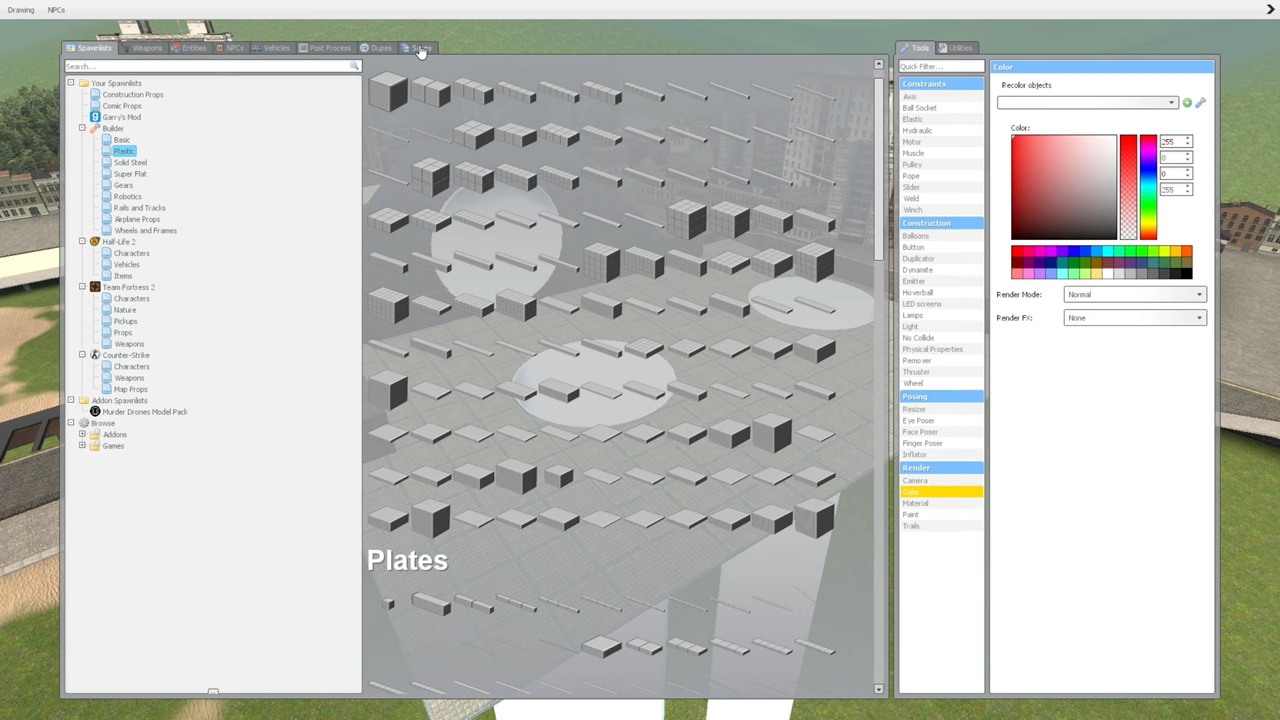 Drawing NPCs
Spawnlists Weapons Entities NPCs Vehicles Post Process Dupes Saves
Search...
Your Spawnlists
Construction Props
Comic Props
Garry's Mod
Builder
Basic
Plastic
Solid Steel
Super Flat
Gears
Robotics
Rails and Tracks
Airplane Props
Wheels and Frames
Half-Life 2
Characters
Vehicles
Items
Team Fortress 2
Characters
Nature
Pickups
Props
Weapons
Counter-Strike
Characters
Weapons
Map Props
Addon Spawnlists
Murder Drones Model Pack
Browse
Addons
Games
Plates
Tools Utilities
Quick Filter...
Constraints
Axis
Ball Socket
Elastic
Hydraulic
Motor
Muscle
Pulley
Rope
Slider
Weld
Winch
Construction
Balloons
Button
Duplicator
Dynamite
Emitter
Hoverball
LED screens
Lamps
Light
No Collide
Physical Properties
Remover
Thruster
Wheel
Posing
Resizer
Eye Poser
Face Poser
Finger Poser
Inflator
Render
Camera
Color
Material
Paint
Trails
Color
Recolor objects
Color:
255
0
0
255
Render Mode: Normal
Render FX: None